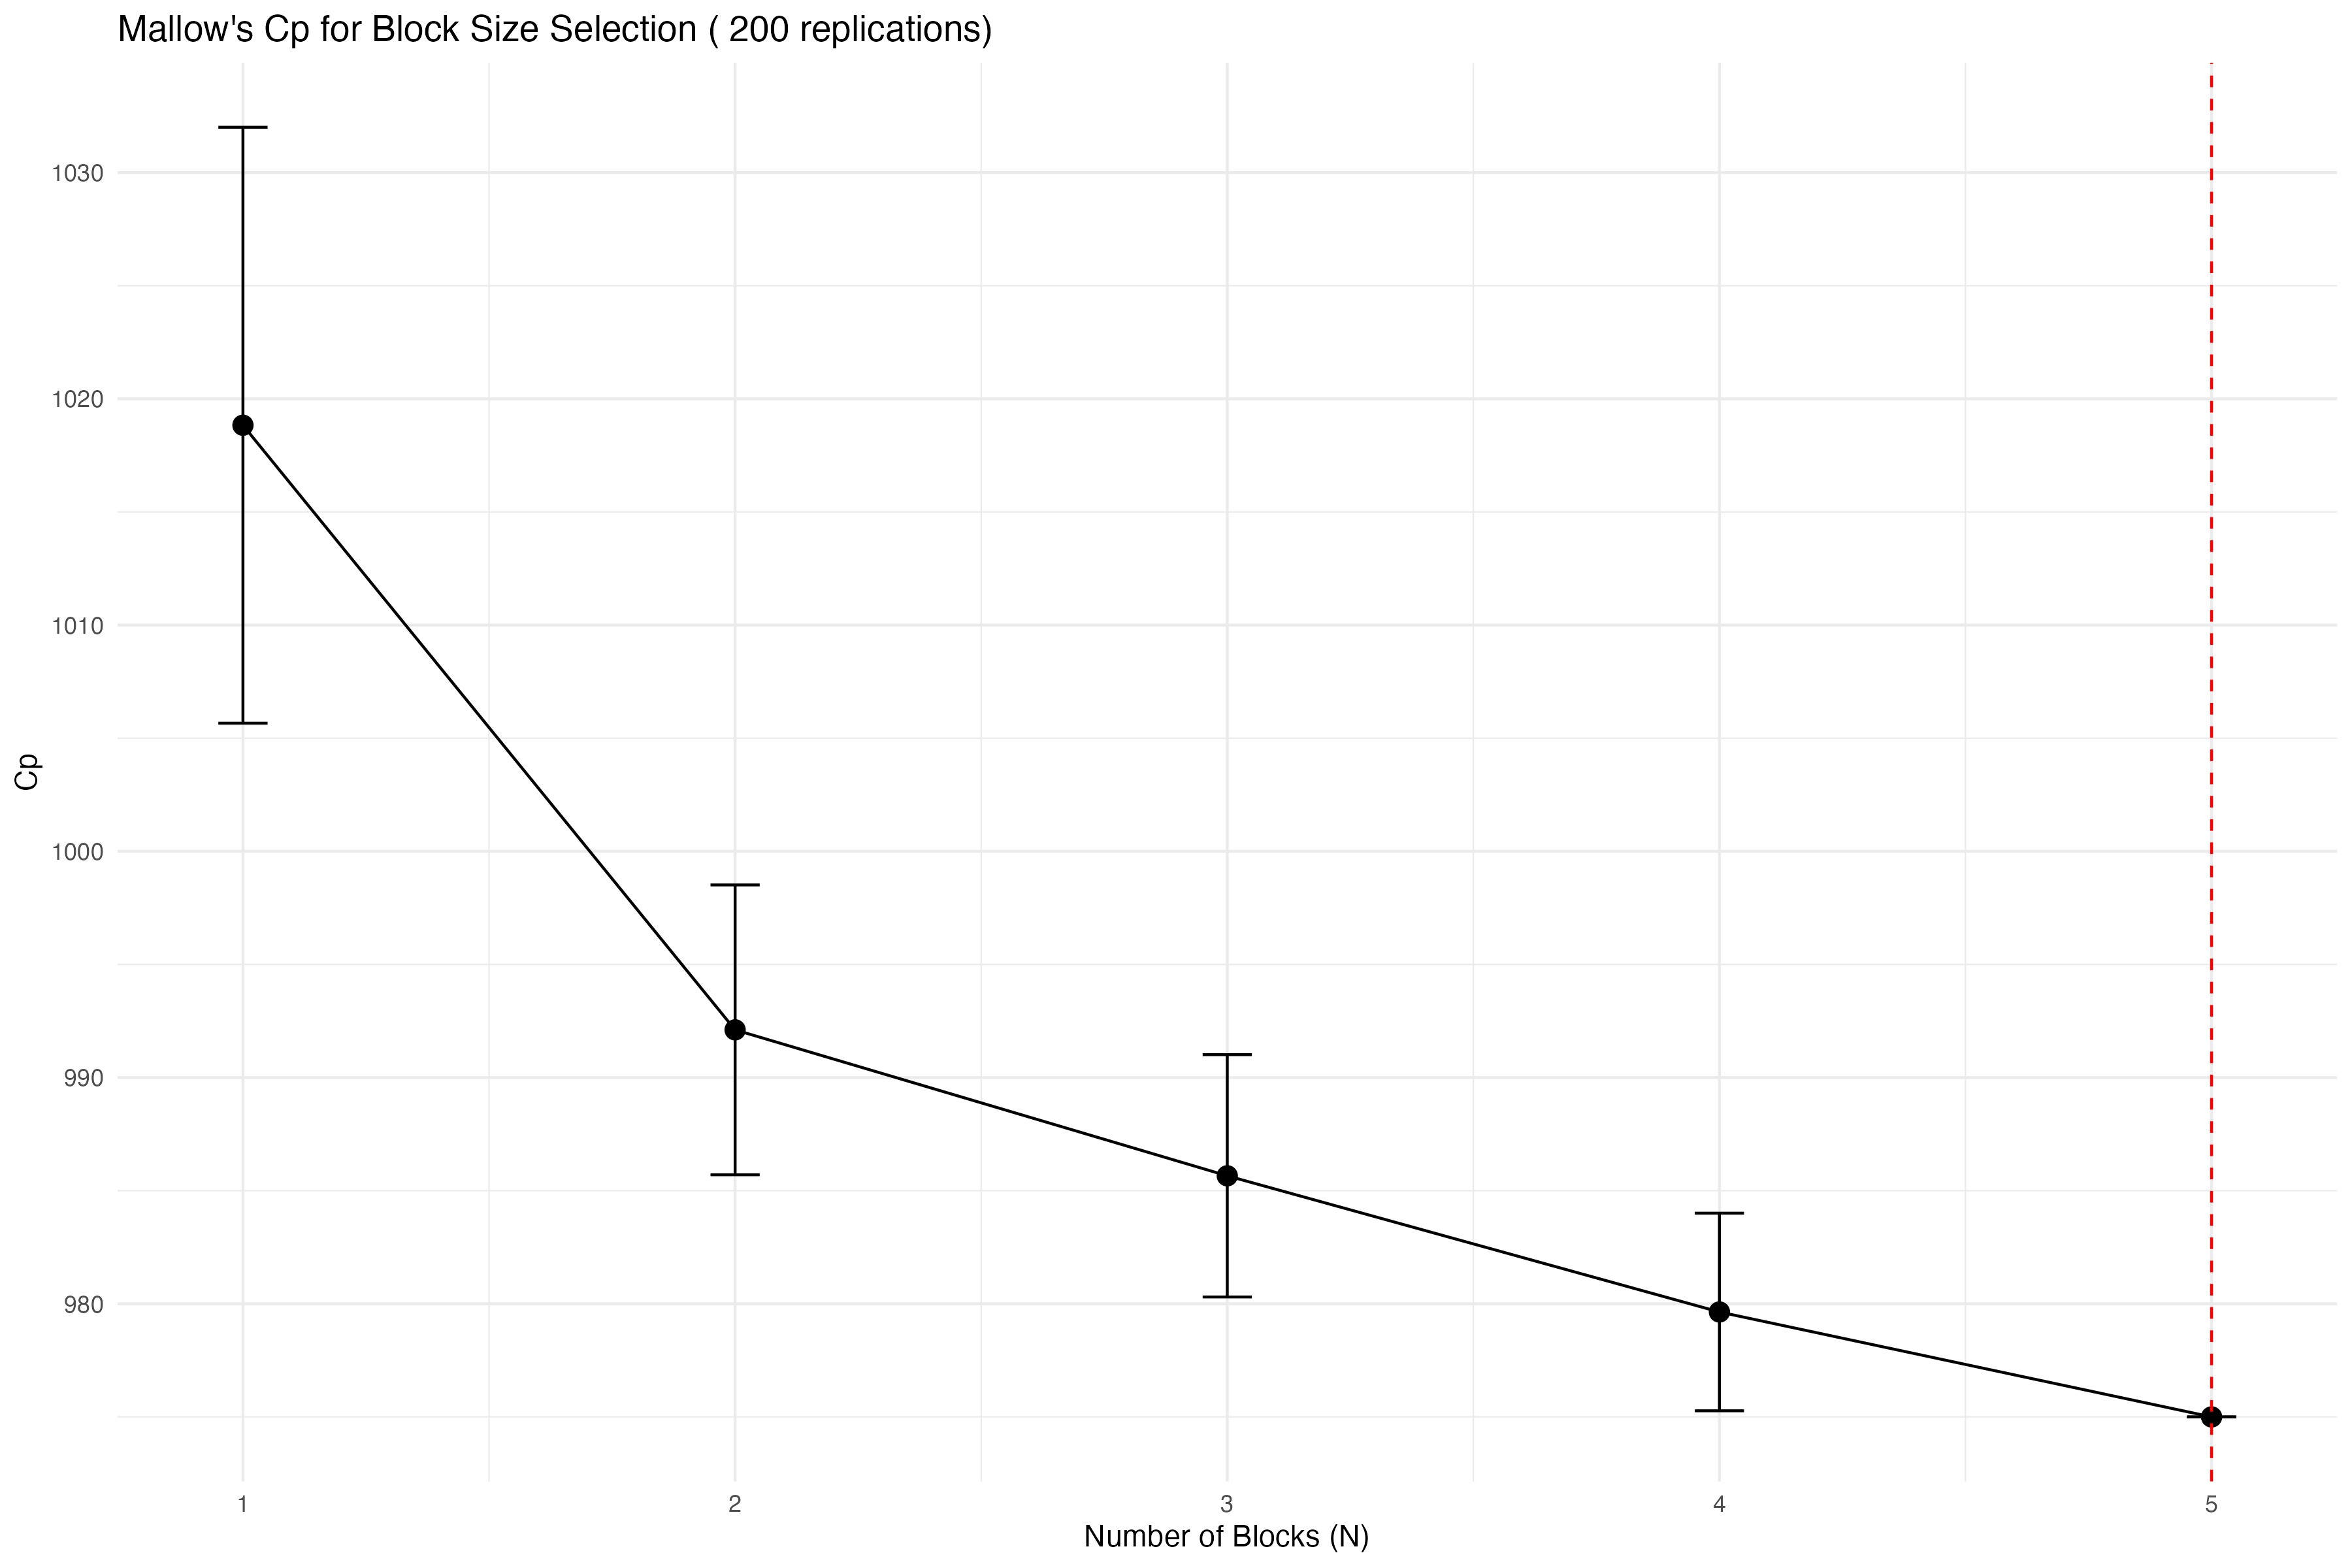 Mallow's Cp for Block Size Selection ( 200 replications)
1030
1020
1010
1000
990
980
Cp
1 2 3 4 5
Number of Blocks (N)